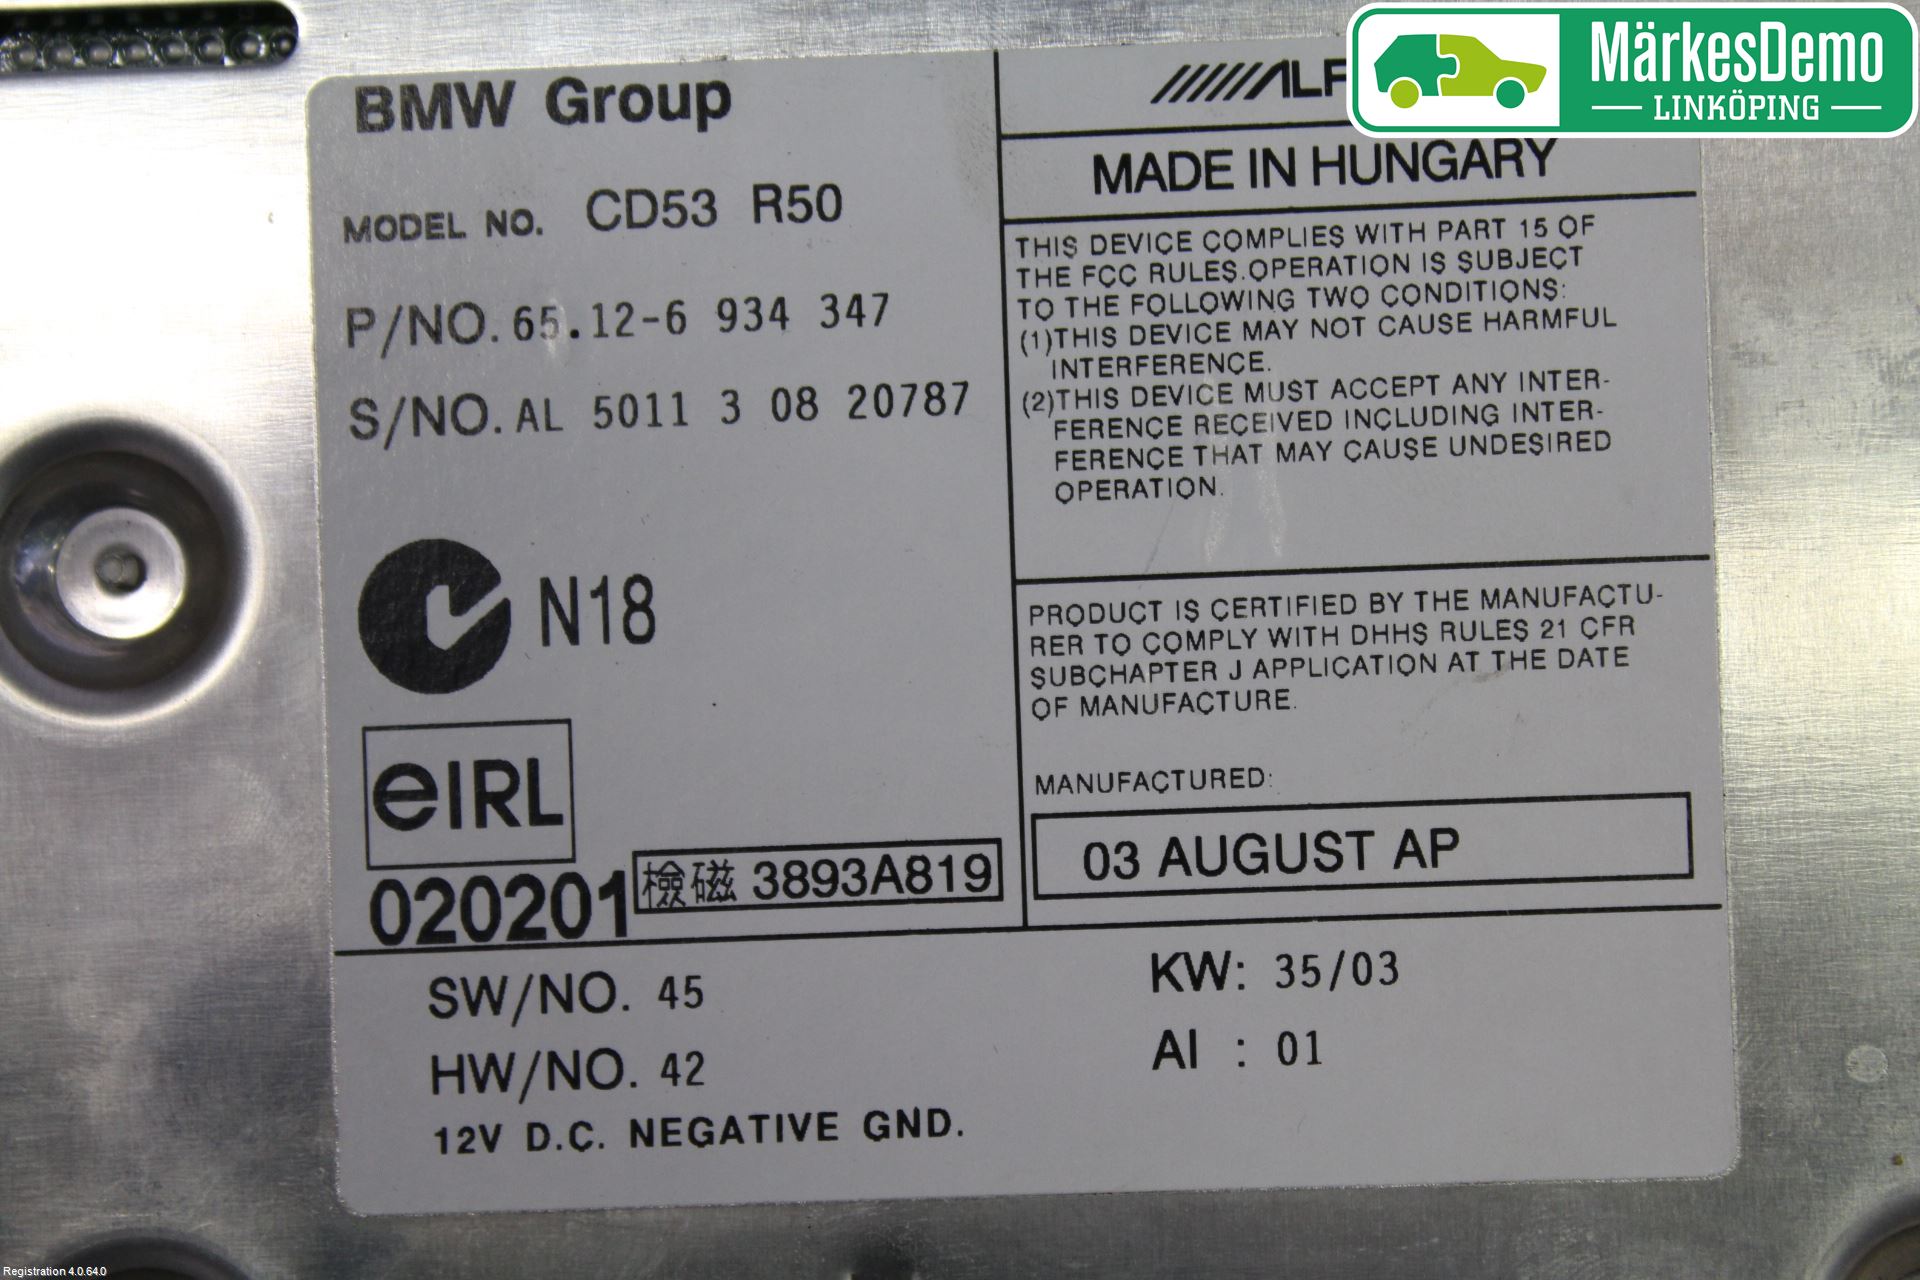 BMW Group
MODEL NO. CD53 R50
P/NO. 65.12-6 934 347
S/NO. AL 5011 3 08 20787
N18
eIRL
020201
檢磁 3893A819
MADE IN HUNGARY
THIS DEVICE COMPLIES WITH PART 15 OF
THE FCC RULES.OPERATION IS SUBJECT
TO THE FOLLOWING TWO CONDITIONS:
(1)THIS DEVICE MAY NOT CAUSE HARMFUL
INTERFERENCE.
(2)THIS DEVICE MUST ACCEPT ANY INTER-
FERENCE RECEIVED INCLUDING INTER-
FERENCE THAT MAY CAUSE UNDESIRED
OPERATION.
PRODUCT IS CERTIFIED BY THE MANUFACTU-
RER TO COMPLY WITH DHHS RULES 21 CFR
SUBCHAPTER J APPLICATION AT THE DATE
OF MANUFACTURE.
MANUFACTURED:
03 AUGUST AP
SW/NO. 45
HW/NO. 42
12V D.C. NEGATIVE GND.
KW: 35/03
AI : 01
MärkesDemo
LINKÖPING
Registration 4.0.64.0